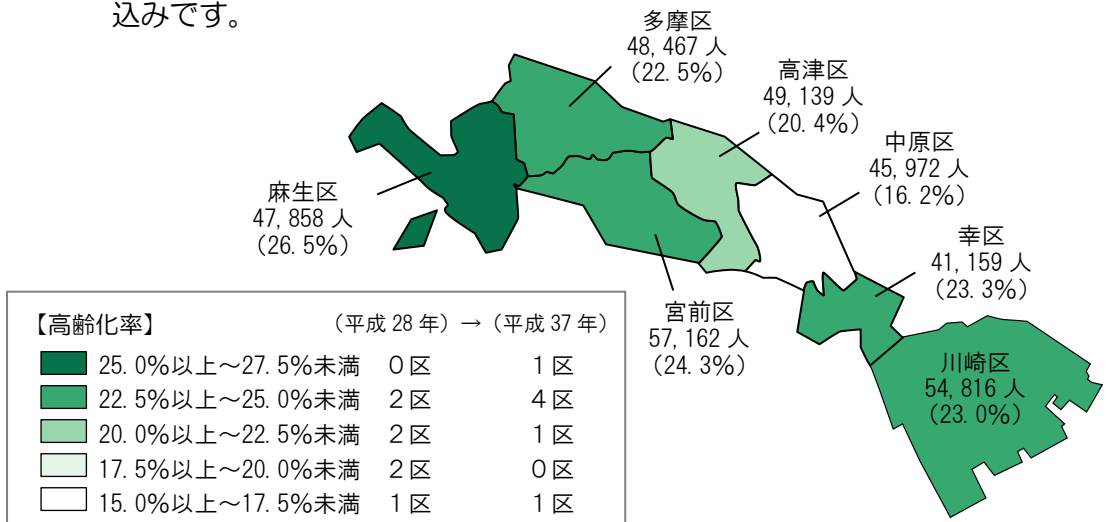 込みです。
多摩区
48,467 人
(22.5%)
高津区
49,139 人
(20.4%)
中原区
45,972 人
(16.2%)
麻生区
47,858 人
(26.5%)
幸区
41,159 人
(23.3%)
宮前区
57,162 人
(24.3%)
川崎区
54,816 人
(23.0%)
【高齢化率】 (平成 28 年) → (平成 37 年)
25.0%以上～27.5%未満 0区 1区
22.5%以上～25.0%未満 2区 4区
20.0%以上～22.5%未満 2区 1区
17.5%以上～20.0%未満 2区 0区
15.0%以上～17.5%未満 1区 1区